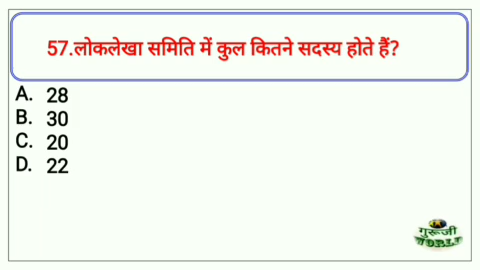 57.लोकलेखा समिति में कुल कितने सदस्य होते हैं?
A. 28
B. 30
C. 20
D. 22
गुरूजी
WORLD